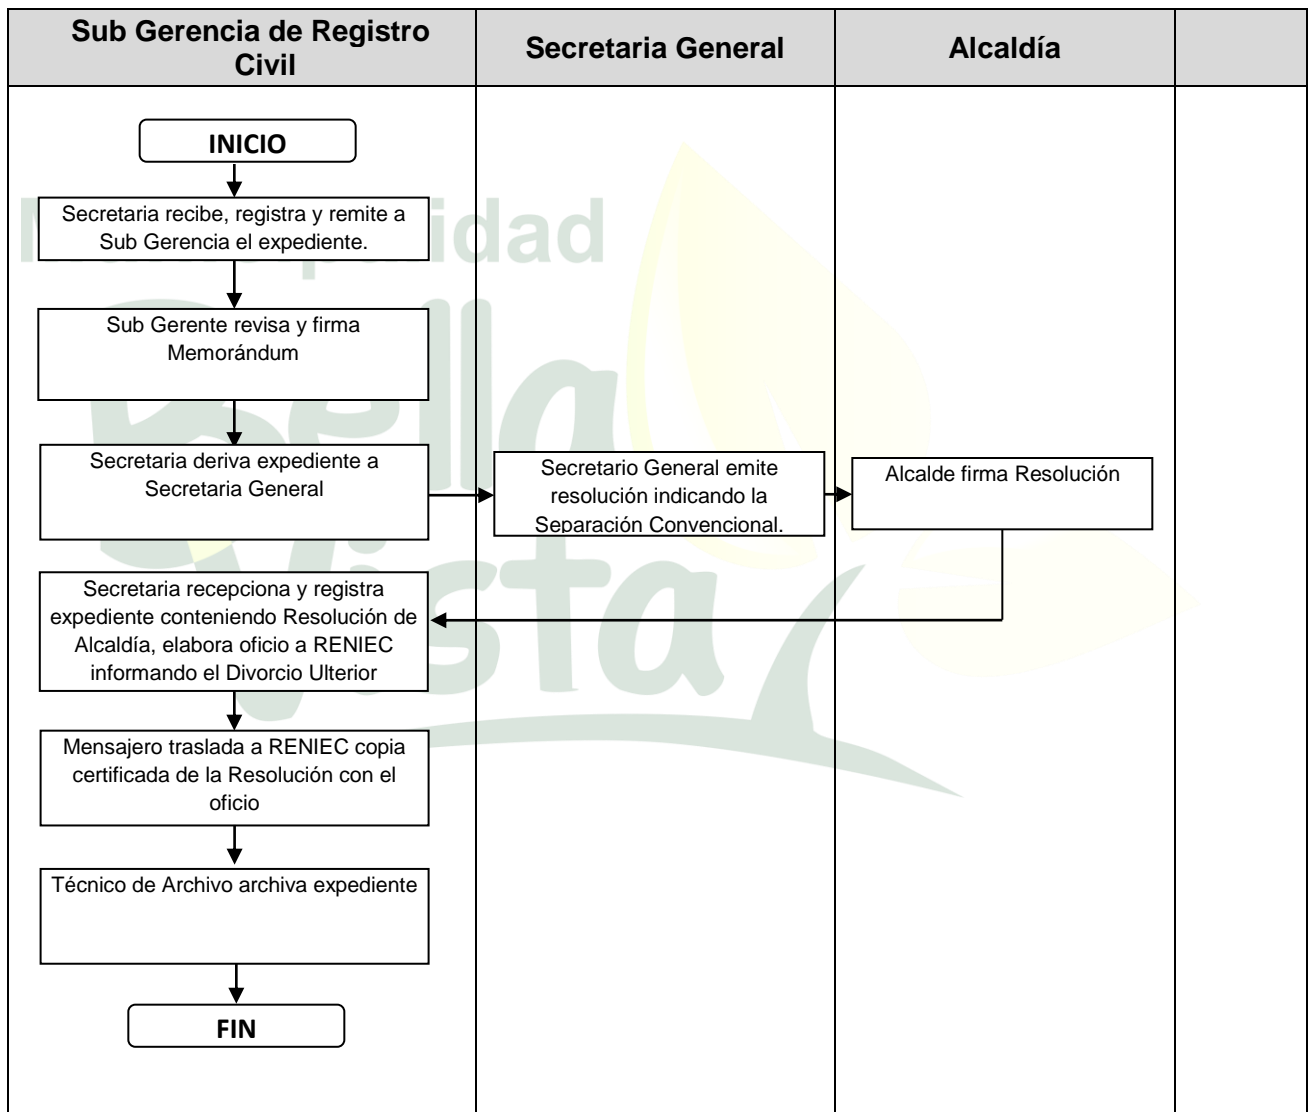 Sub Gerencia de Registro
Civil
Secretaria General
Alcaldía
INICIO
Secretaria recibe, registra y remite a
Sub Gerencia el expediente.
Sub Gerente revisa y firma
Memorándum
Secretaria deriva expediente a
Secretaria General
Secretario General emite
resolución indicando la
Separación Convencional.
Alcalde firma Resolución
Secretaria recepciona y registra
expediente conteniendo Resolución de
Alcaldía, elabora oficio a RENIEC
informando el Divorcio Ulterior
Mensajero traslada a RENIEC copia
certificada de la Resolución con el
oficio
Técnico de Archivo archiva expediente
FIN
Bella
Vista